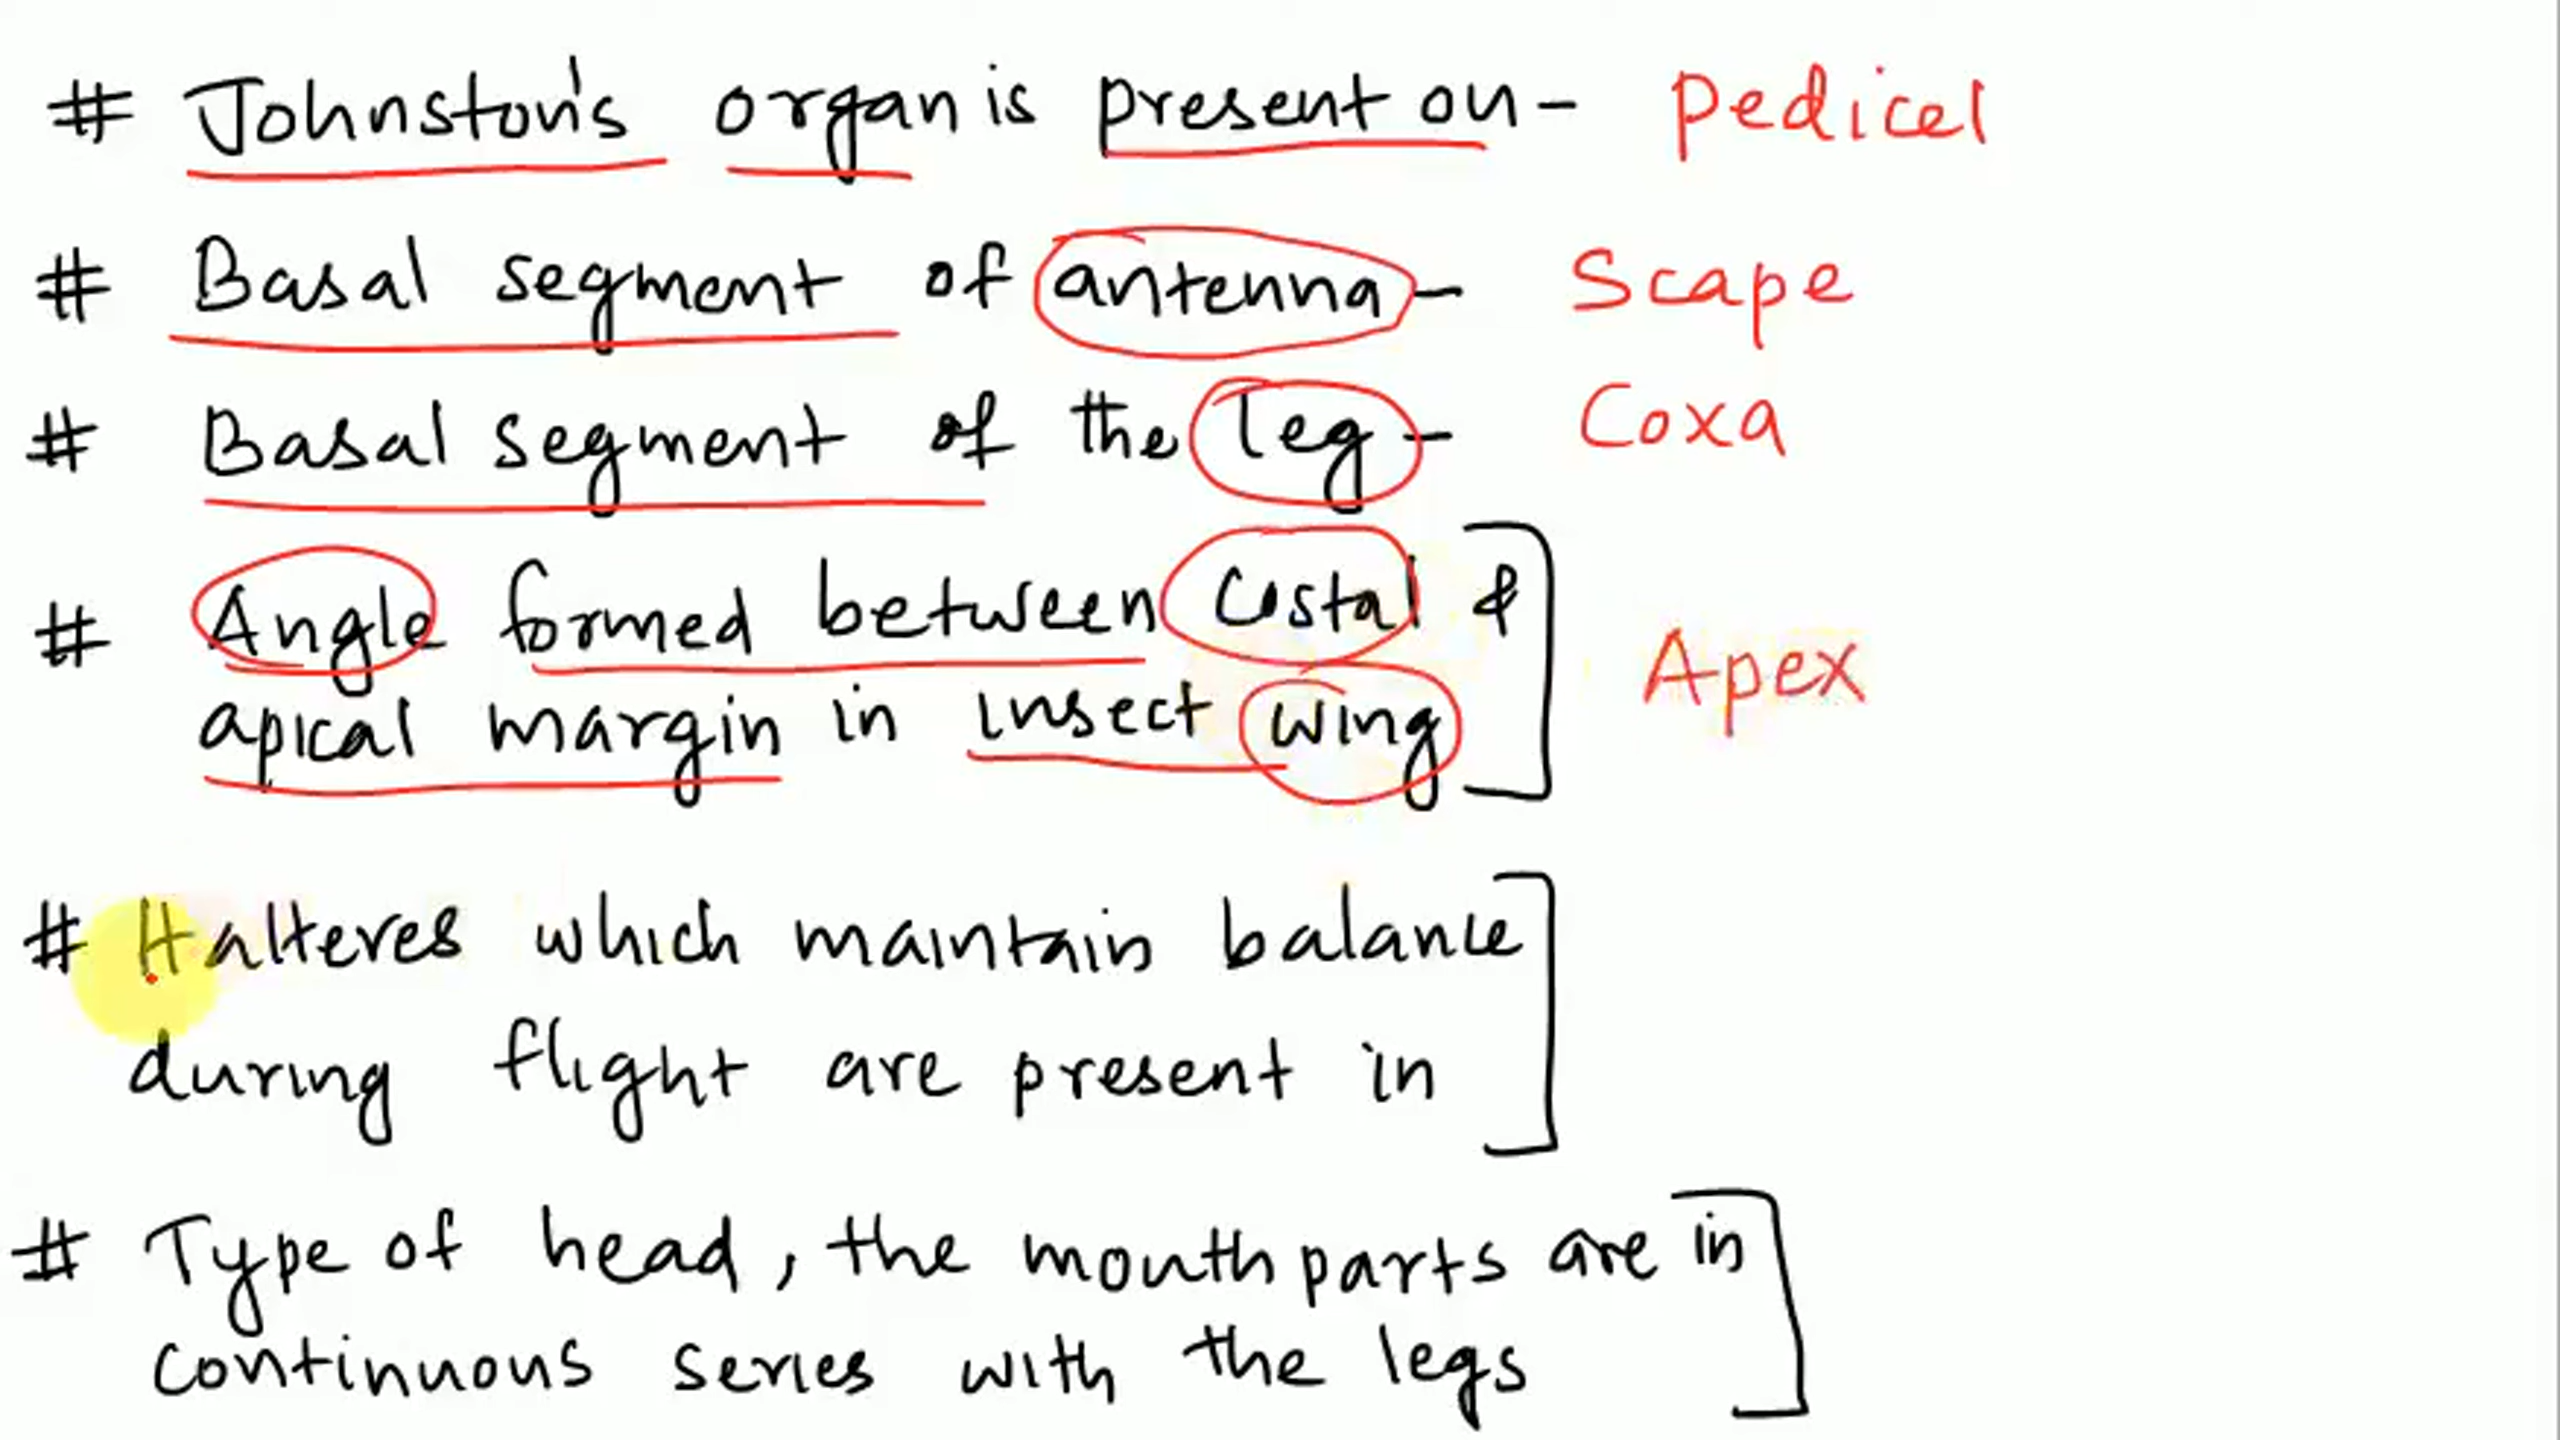 # Johnston's organ is present on - Pedicel
# Basal segment of antenna - Scape
# Basal segment of the leg - Coxa
# Angle formed between Costal &
apical margin in insect wing
Apex
# Halteres which maintain balance
during flight are present in
# Type of head, the mouth parts are in
continuous series with the legs